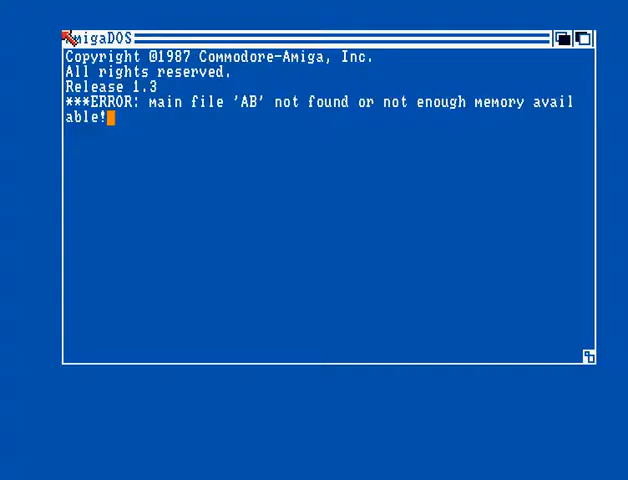 AmigaDOS
Copyright @1987 Commodore-Amiga, Inc.
All rights reserved.
Release 1.3
***ERROR: main file 'AB' not found or not enough memory avail
able!